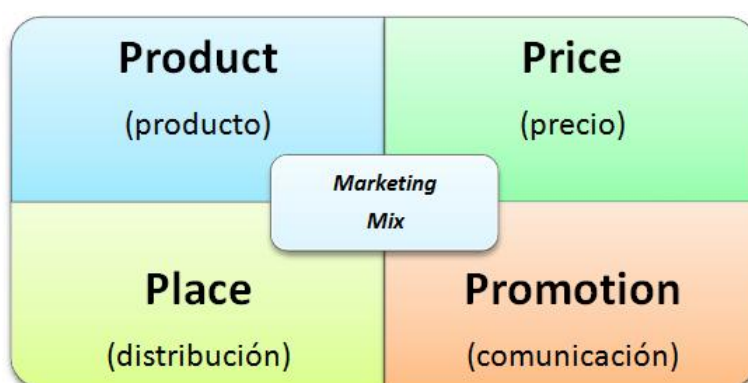 Product
(producto)
Price
(precio)
Marketing
Mix
Place
(distribución)
Promotion
(comunicación)